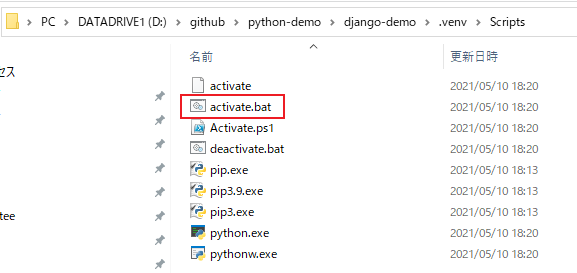 PC > DATADRIVE1 (D:) > github > python-demo > django-demo > .venv > Scripts
名前 更新日時
セス
activate 2021/05/10 18:20
activate.bat 2021/05/10 18:20
Activate.ps1 2021/05/10 18:20
deactivate.bat 2021/05/10 18:20
pip.exe 2021/05/10 18:13
pip3.9.exe 2021/05/10 18:13
pip3.exe 2021/05/10 18:13
tee
python.exe 2021/05/10 18:20
pythonw.exe 2021/05/10 18:20